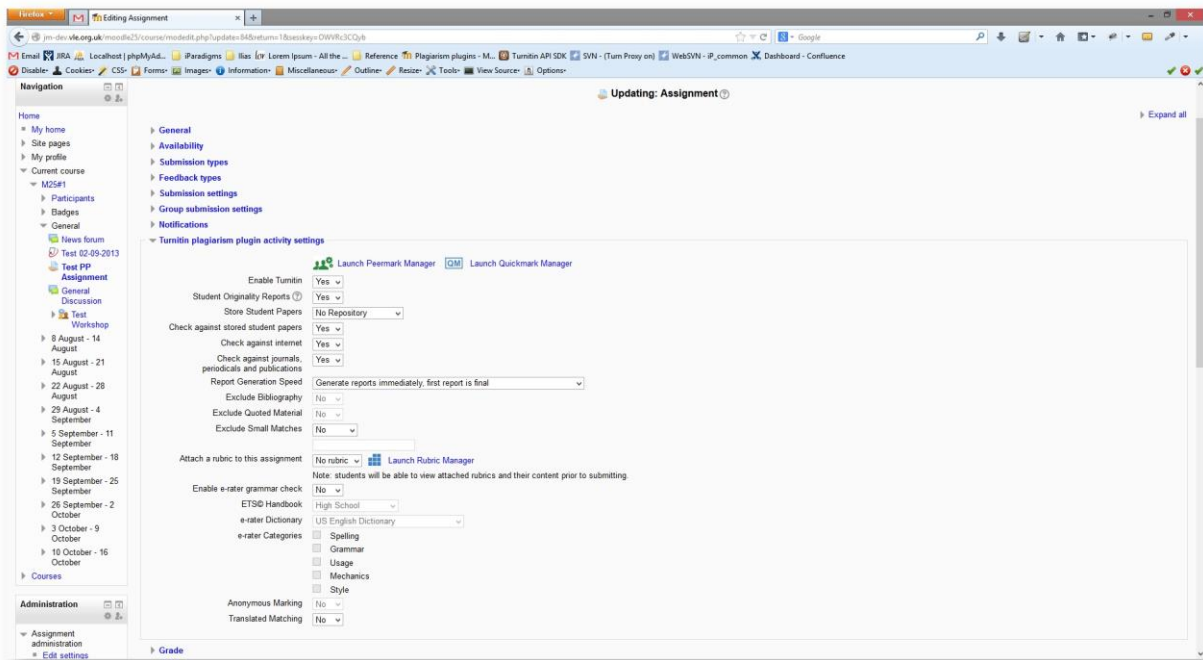 Firefox
Editing Assignment
jm-dev.vle.org.uk/moodle25/course/modedit.php?update=84&return=1&sesskey=OWVRc3CQyb
Google
Email JIRA Localhost | phpMyAd... iParadigms Ilias Lorem Ipsum - All the ... Reference Plagiarism plugins - M... Turnitin API SDK SVN - (Turn Proxy on) WebSVN - iP_common Dashboard - Confluence
Disable Cookies CSS Forms Images Information Miscellaneous Outline Resize Tools View Source Options
Navigation
Home
My home
Site pages
My profile
Current course
M25#1
Participants
Badges
General
News forum
Test 02-09-2013
Test PP
Assignment
General
Discussion
Test
Workshop
8 August - 14
August
15 August - 21
August
22 August - 28
August
29 August - 4
September
5 September - 11
September
12 September - 18
September
19 September - 25
September
26 September - 2
October
3 October - 9
October
10 October - 16
October
Courses
Administration
Assignment
administration
Edit settings
Updating: Assignment
Expand all
General
Availability
Submission types
Feedback types
Submission settings
Group submission settings
Notifications
Turnitin plagiarism plugin activity settings
Launch Peermark Manager QM Launch Quickmark Manager
Enable Turnitin Yes
Student Originality Reports Yes
Store Student Papers No Repository
Check against stored student papers Yes
Check against internet Yes
Check against journals,
periodicals and publications Yes
Report Generation Speed Generate reports immediately, first report is final
Exclude Bibliography No
Exclude Quoted Material No
Exclude Small Matches No
Attach a rubric to this assignment No rubric Launch Rubric Manager
Note: students will be able to view attached rubrics and their content prior to submitting.
Enable e-rater grammar check No
ETS© Handbook High School
e-rater Dictionary US English Dictionary
e-rater Categories Spelling
Grammar
Usage
Mechanics
Style
Anonymous Marking No
Translated Matching No
Grade